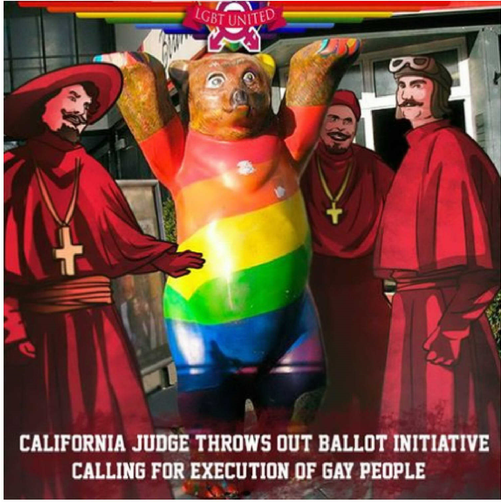 LGBT UNITED
CALIFORNIA JUDGE THROWS OUT BALLOT INITIATIVE
CALLING FOR EXECUTION OF GAY PEOPLE